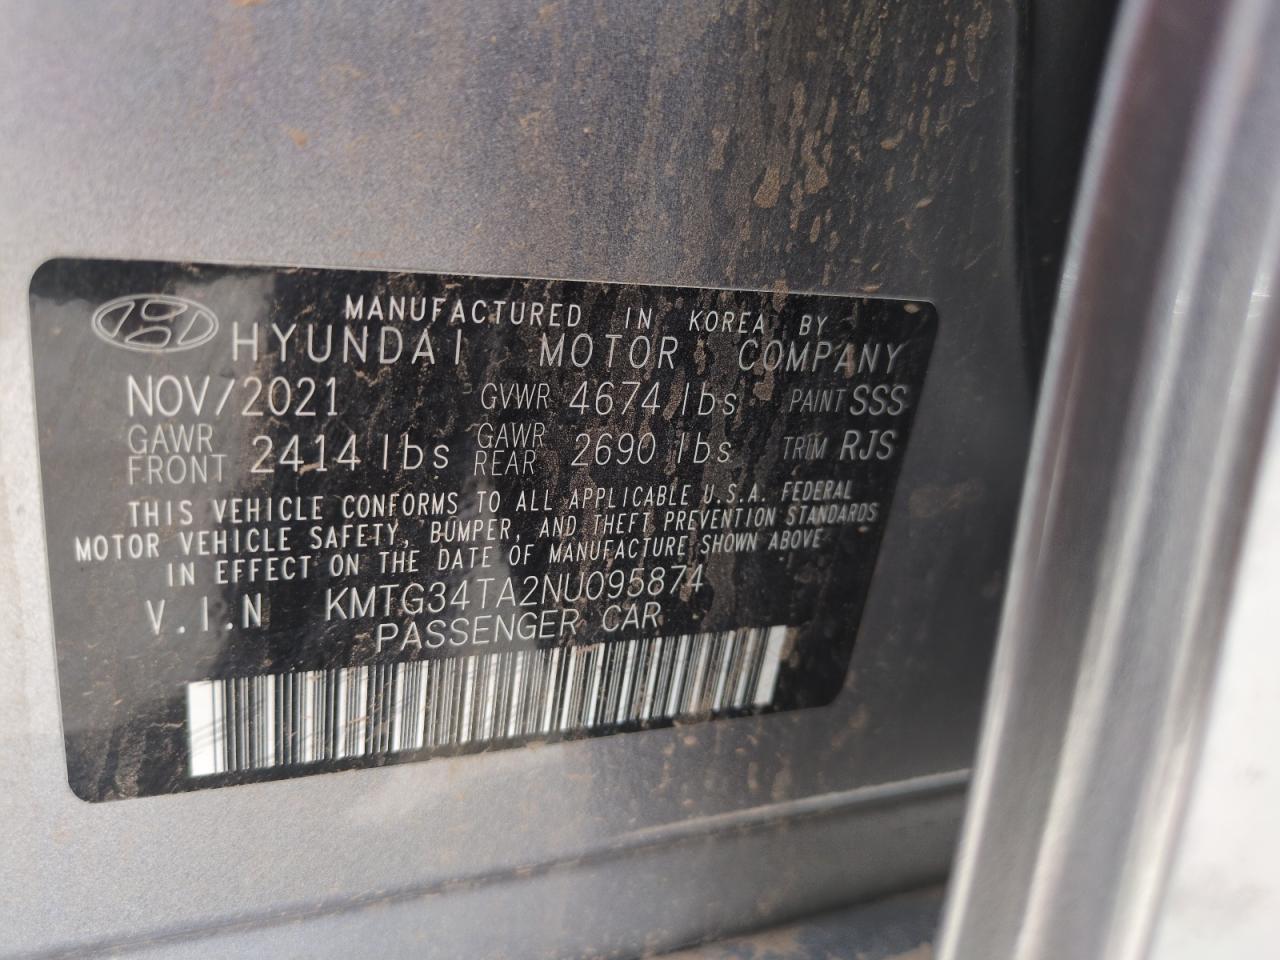 MANUFACTURED IN KOREA BY
HYUNDAI MOTOR COMPANY
NOV/2021 GVWR 4674 lbs PAINT SSS
GAWR FRONT 2414 lbs GAWR REAR 2690 lbs TRIM RJS
THIS VEHICLE CONFORMS TO ALL APPLICABLE U.S.A. FEDERAL
MOTOR VEHICLE SAFETY, BUMPER, AND THEFT PREVENTION STANDARDS
IN EFFECT ON THE DATE OF MANUFACTURE SHOWN ABOVE
V.I.N KMTG34TA2NU095874
PASSENGER CAR